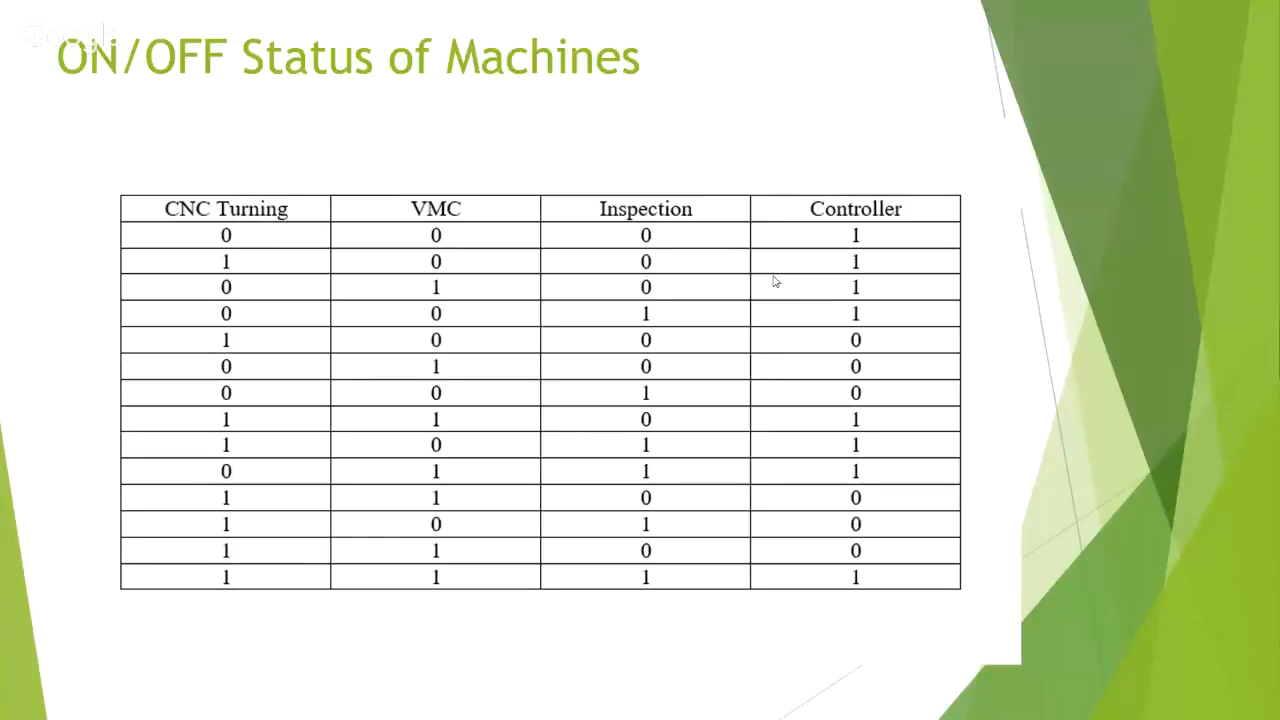 Google
ON/OFF Status of Machines
CNC Turning VMC Inspection Controller
0 0 0 1
1 0 0 1
0 1 0 1
0 0 1 1
1 0 0 0
0 1 0 0
0 0 1 0
1 1 0 1
1 0 1 1
0 1 1 1
1 1 0 0
1 0 1 0
1 1 0 0
1 1 1 1